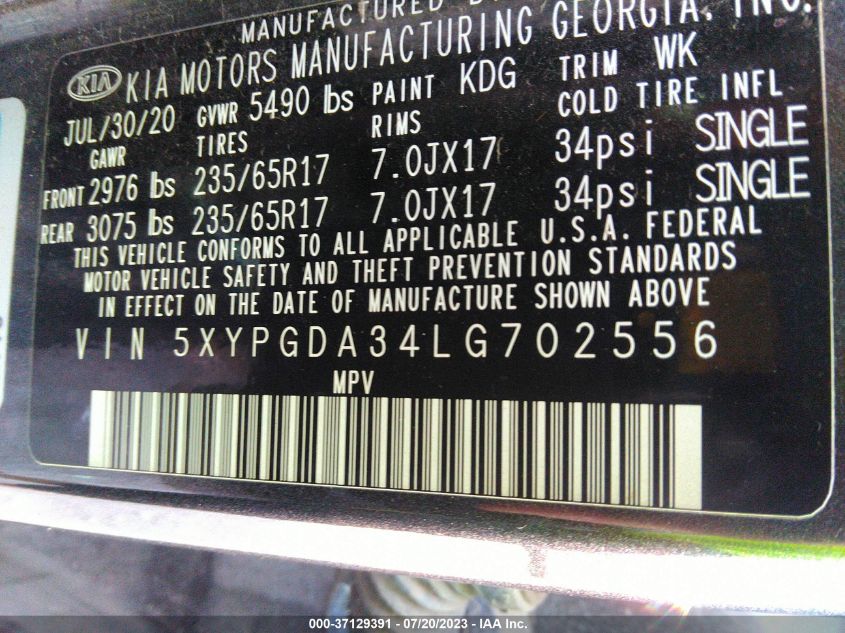 MANUFACTURED
KIA KIA MOTORS MANUFACTURING GEORGIA, INC.
JUL/30/20 GVWR 5490 lbs PAINT KDG TRIM WK
GAWR TIRES RIMS COLD TIRE INFL
FRONT 2976 lbs 235/65R17 7.0JX17 34psi SINGLE
REAR 3075 lbs 235/65R17 7.0JX17 34psi SINGLE
THIS VEHICLE CONFORMS TO ALL APPLICABLE U.S.A. FEDERAL
MOTOR VEHICLE SAFETY AND THEFT PREVENTION STANDARDS
IN EFFECT ON THE DATE OF MANUFACTURE SHOWN ABOVE
VIN 5XYPGDA34LG702556
MPV
000-37129391 / 07/20/2023 - IAA Inc.